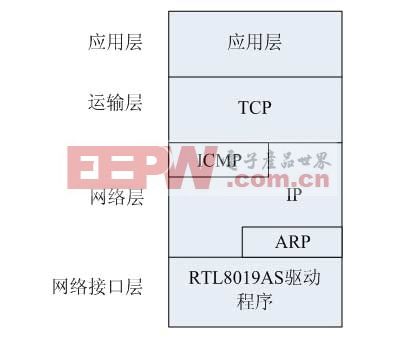 应用层 应用层
运输层 TCP
ICMP
EEPW 电子產品世界
.com.cn
网络层 IP
ARP
网络接口层 RTL8019AS驱动
程序